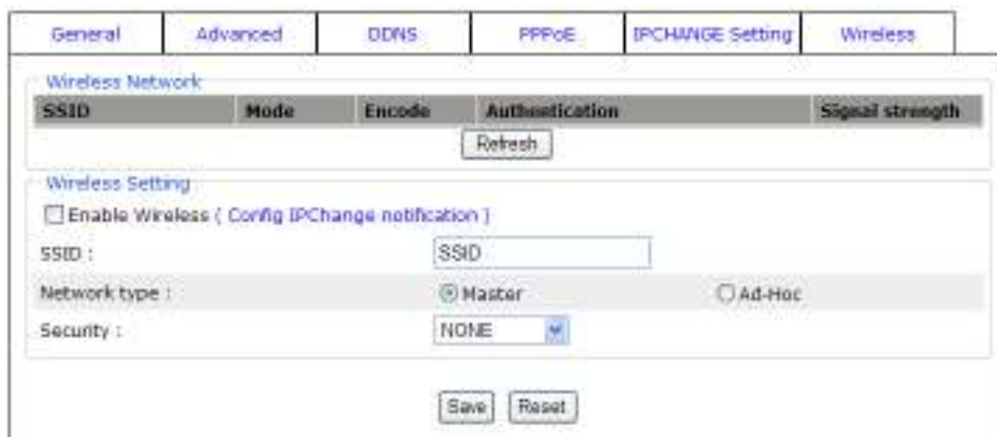 General Advanced DDNS PPPoE IPCHANGE Setting Wireless
Wireless Network
SSID Mode Encode Authentication Signal strength
Refresh
Wireless Setting
Enable Wireless ( Config IPChange notification )
SSID : SSID
Network type : Master Ad-Hoc
Security : NONE
Save Reset